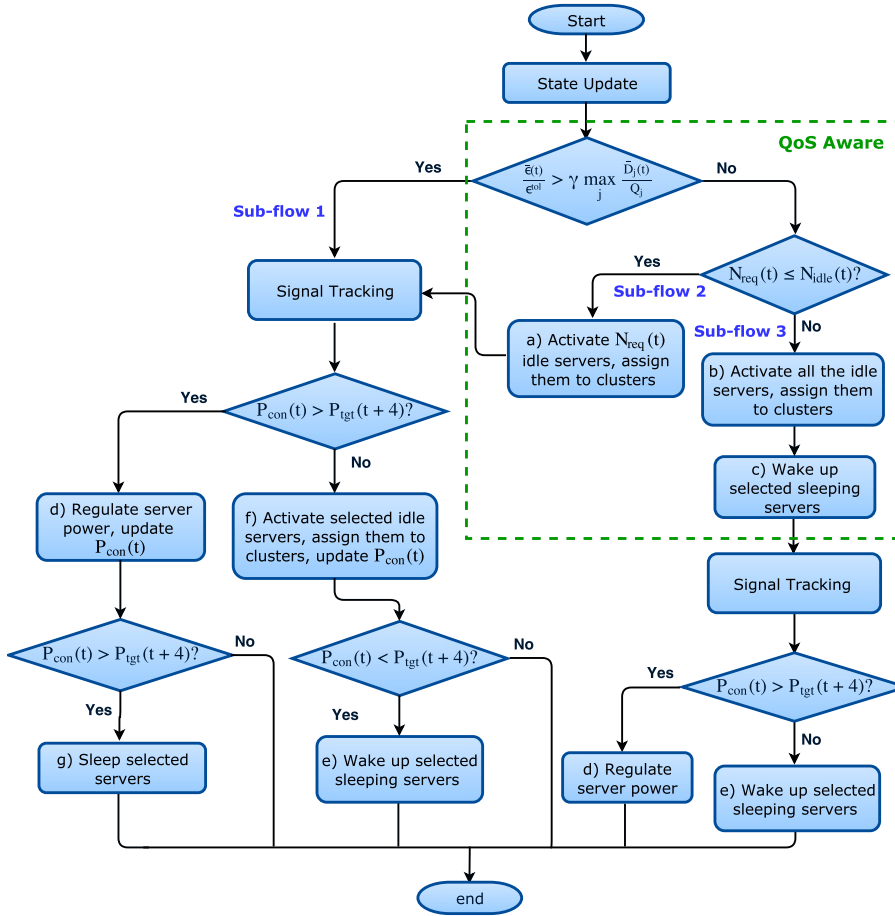 Start
State Update
QoS Aware
ε̄(t)/ε^tol > γ max_j D̄_j(t)/Q_j
Yes
No
Sub-flow 1
N_req(t) ≤ N_idle(t)?
Yes
Sub-flow 2
Signal Tracking
Sub-flow 3
No
a) Activate N_req(t)
idle servers, assign
them to clusters
b) Activate all the idle
servers, assign them
to clusters
P_con(t) > P_tgt(t + 4)?
Yes
No
c) Wake up
selected sleeping
servers
d) Regulate server
power, update
P_con(t)
f) Activate selected idle
servers, assign them to
clusters, update P_con(t)
Signal Tracking
P_con(t) > P_tgt(t + 4)?
No
Yes
P_con(t) < P_tgt(t + 4)?
No
Yes
P_con(t) > P_tgt(t + 4)?
Yes
No
g) Sleep selected
servers
e) Wake up selected
sleeping servers
d) Regulate
server power
e) Wake up selected
sleeping servers
end